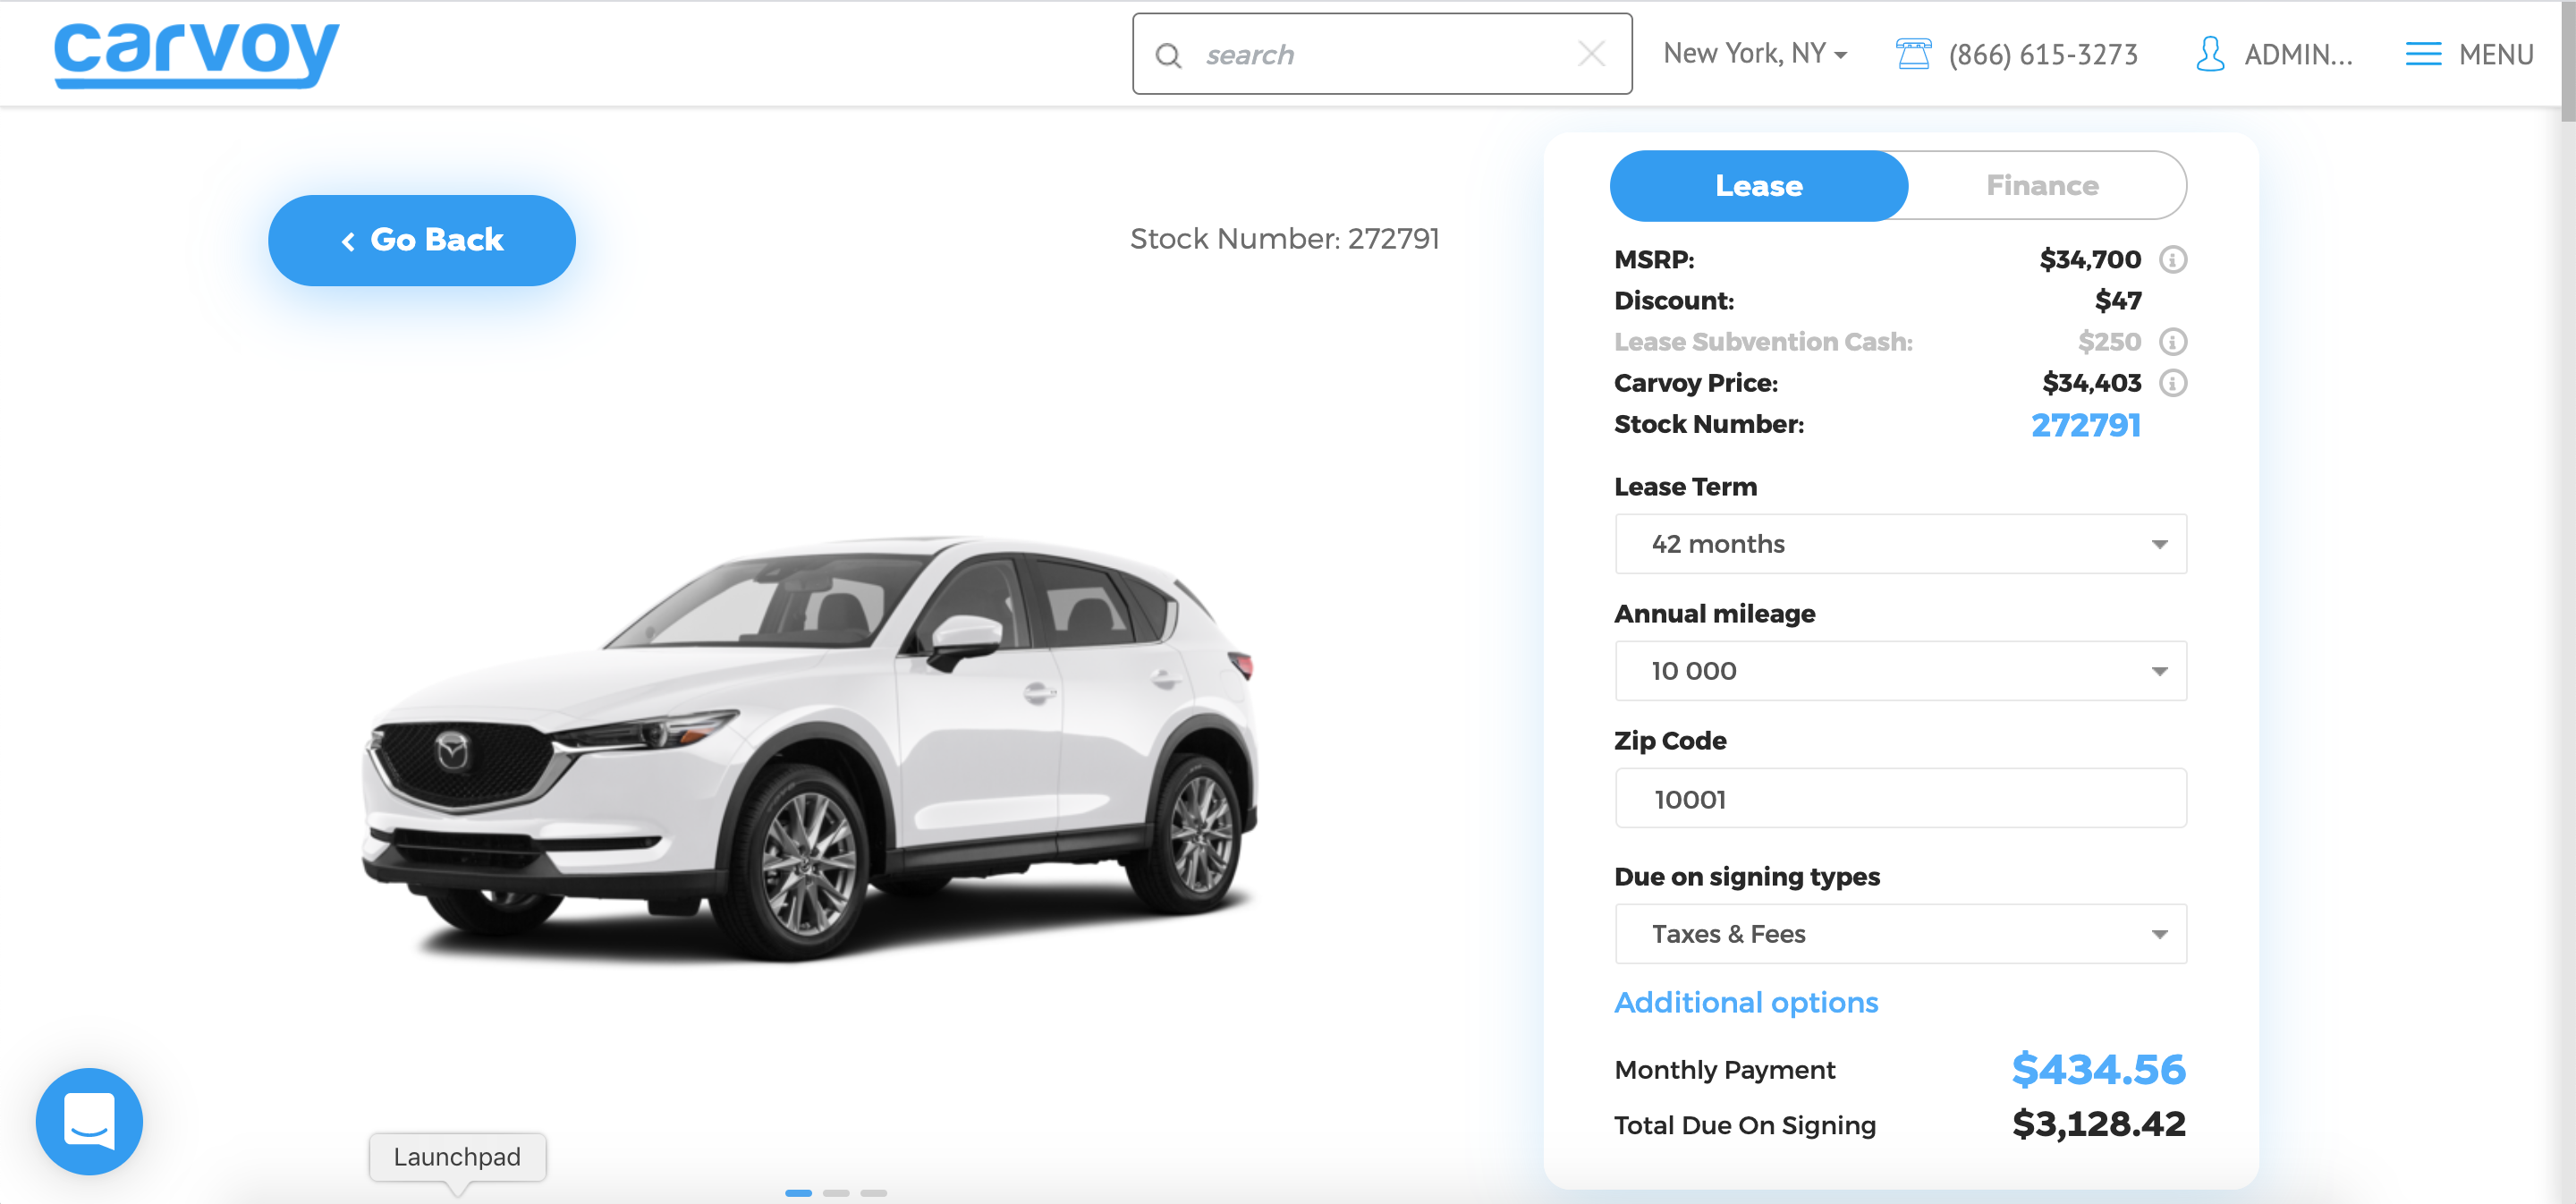 carvoy
search
New York, NY
(866) 615-3273
ADMIN...
MENU
Go Back
Stock Number: 272791
Lease
Finance
MSRP: $34,700
Discount: $47
Lease Subvention Cash: $250
Carvoy Price: $34,403
Stock Number: 272791
Lease Term
42 months
Annual mileage
10 000
Zip Code
10001
Due on signing types
Taxes & Fees
Additional options
Monthly Payment $434.56
Total Due On Signing $3,128.42
Launchpad